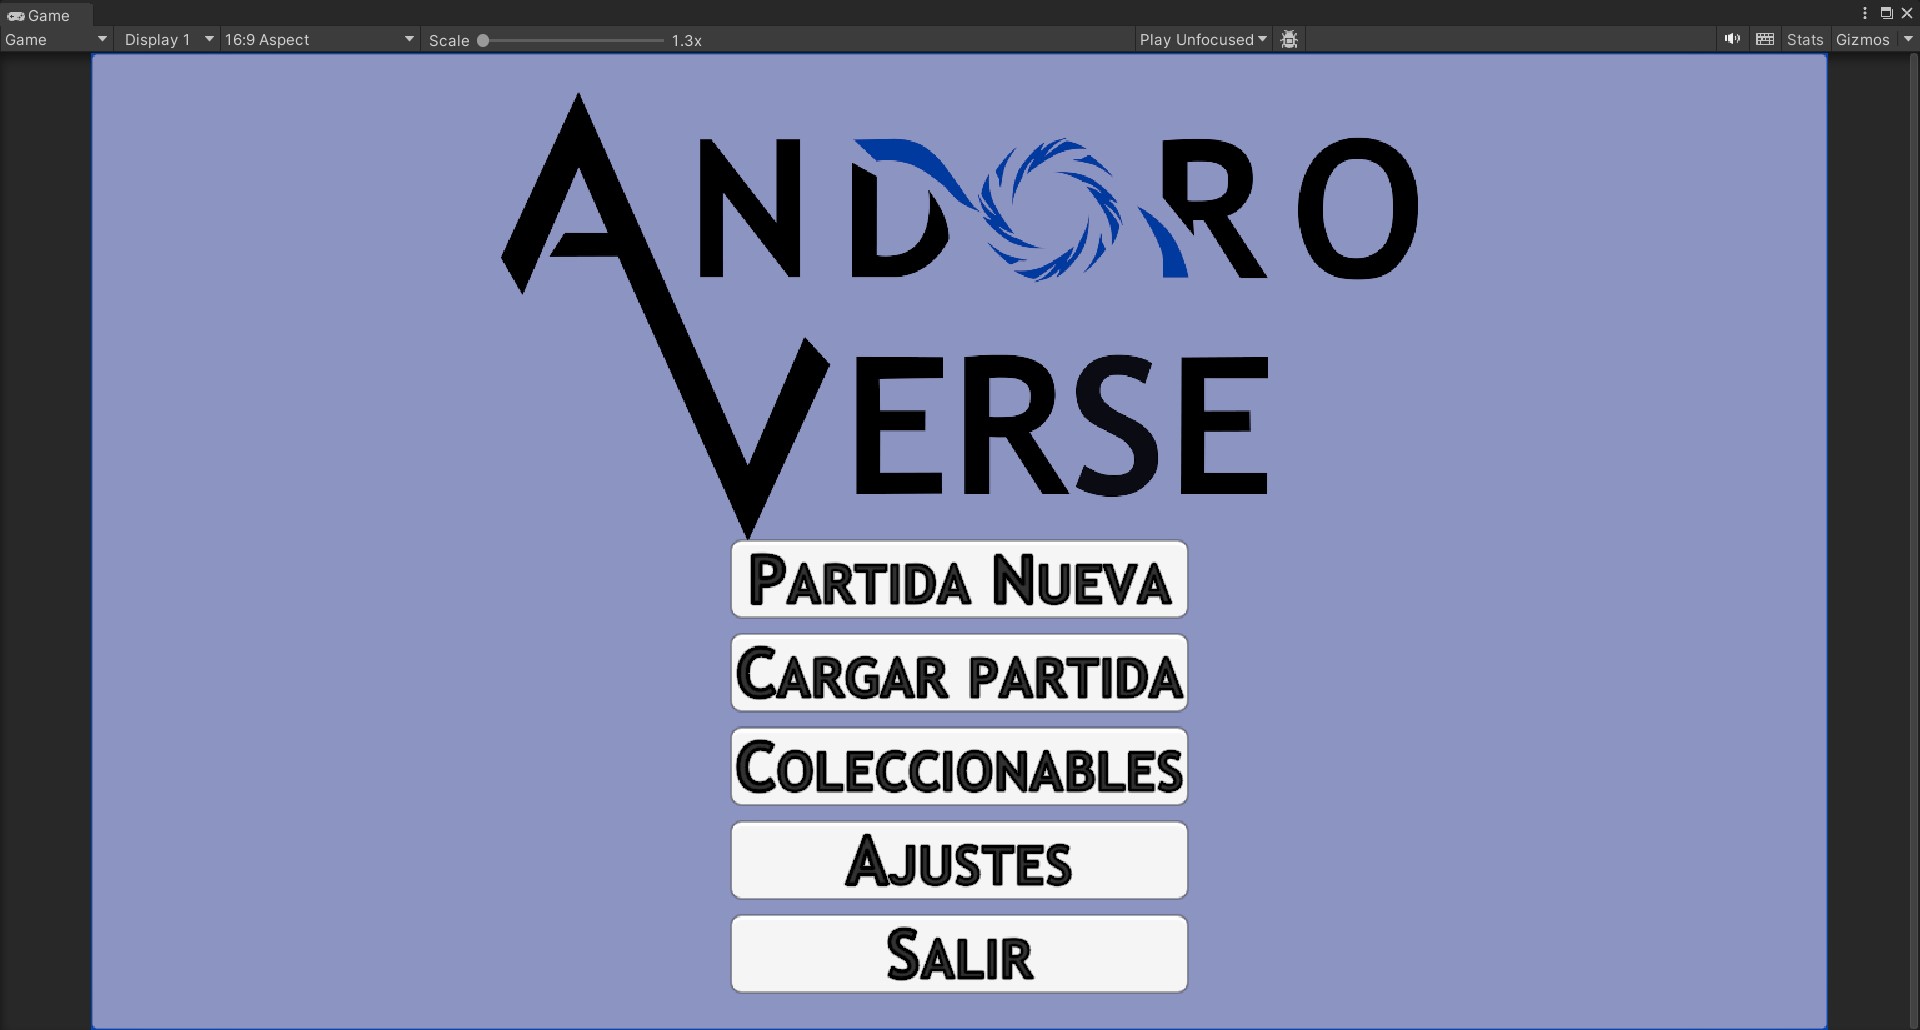 Game
Game Display 1 16:9 Aspect Scale 1.3x Play Unfocused Stats Gizmos
ANDORO
VERSE
PARTIDA NUEVA
CARGAR PARTIDA
COLECCIONABLES
AJUSTES
SALIR